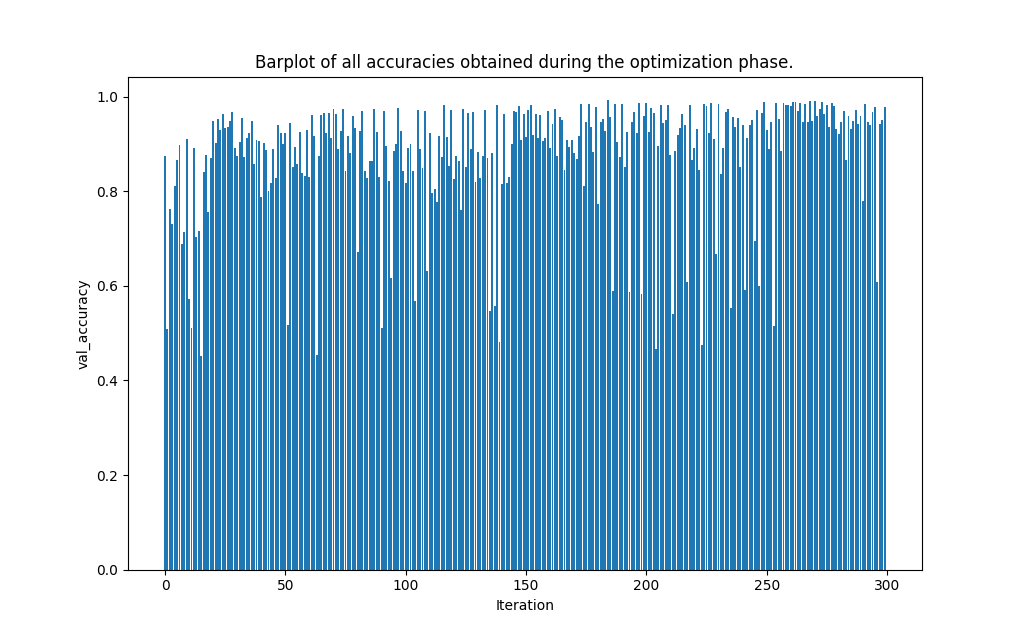 Barplot of all accuracies obtained during the optimization phase.
1.0
0.8
0.6
0.4
0.2
0.0
val_accuracy
0 50 100 150 200 250 300
Iteration